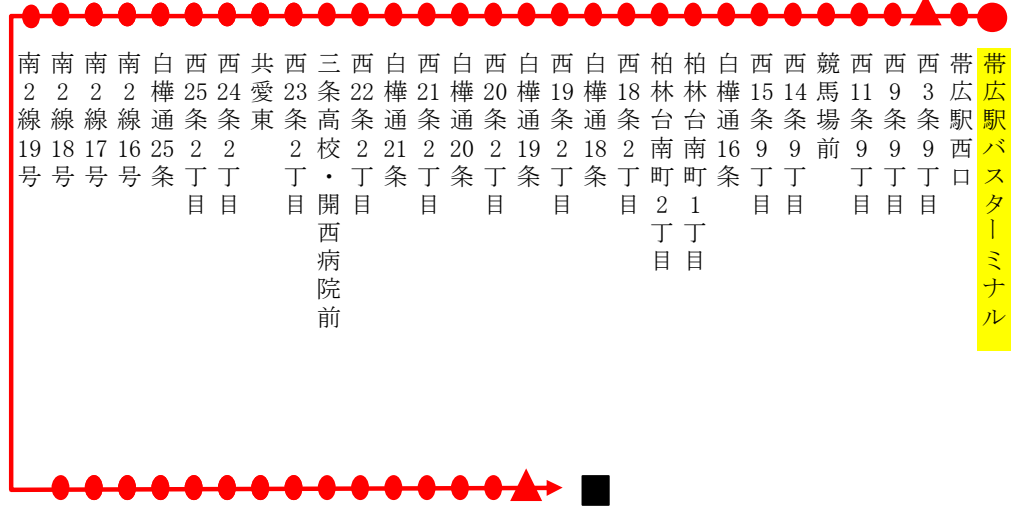 帯広駅バスターミナル
帯広駅西口
西3条9丁目
西9条9丁目
西11条9丁目
競馬場前
西14条9丁目
西15条9丁目
白樺通16条
柏林台南町1丁目
柏林台南町2丁目
西18条2丁目
白樺通18条
西19条2丁目
白樺通19条
西20条2丁目
白樺通20条
西21条2丁目
白樺通21条
西22条2丁目
三条高校・開西病院前
西23条2丁目
共愛東
西24条2丁目
西25条2丁目
白樺通25条
南2線16号
南2線17号
南2線18号
南2線19号